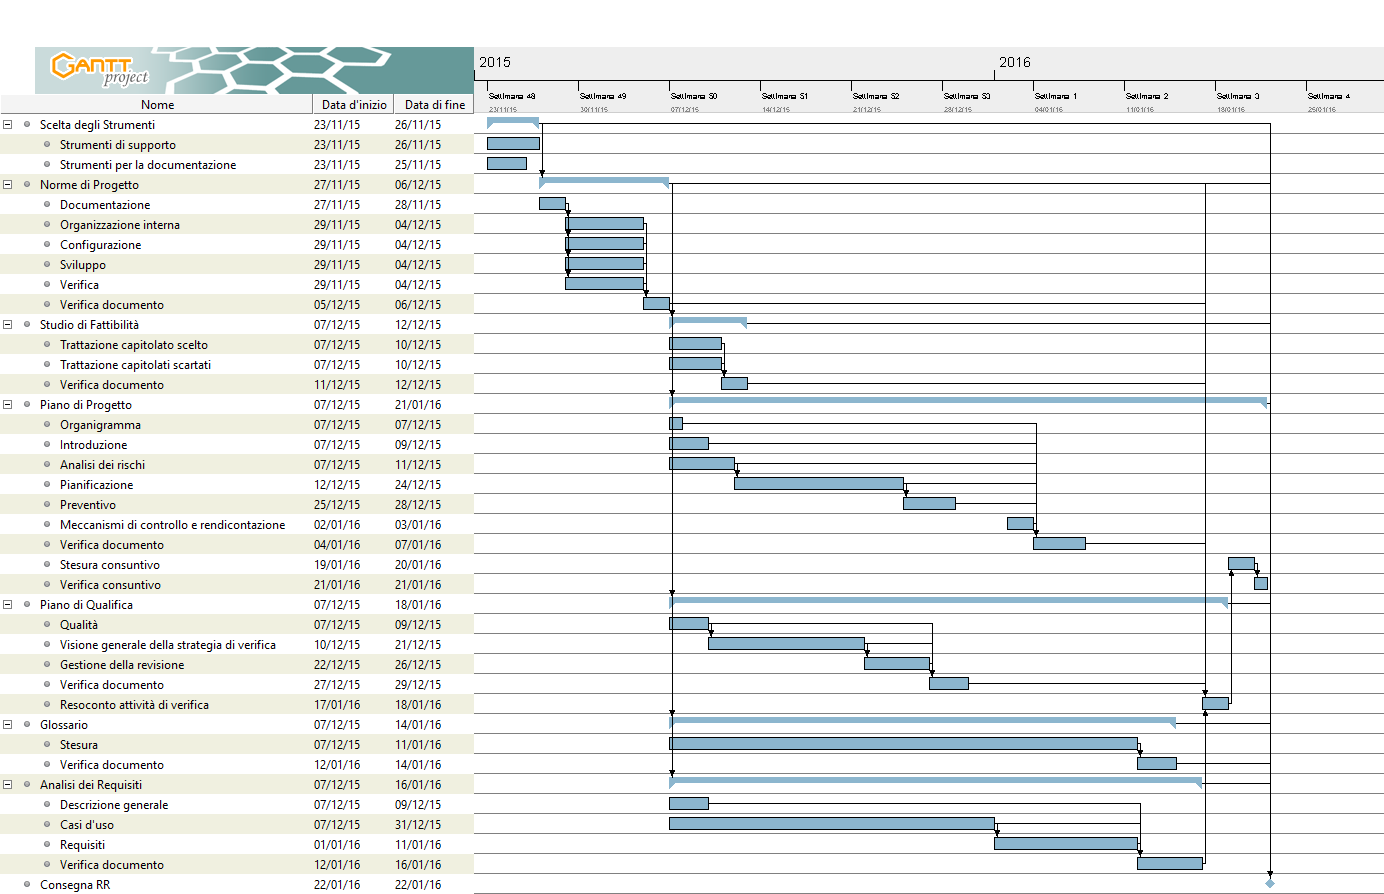 GANTT
project
2015
2016
Settimana 48
Settimana 49
Settimana 50
Settimana 51
Settimana 52
Settimana 53
Settimana 1
Settimana 2
Settimana 3
Settimana 4
Nome Data d'inizio Data di fine
23/11/15
30/11/15
07/12/15
14/12/15
21/12/15
28/12/15
04/01/16
11/01/16
18/01/16
25/01/16
Scelta degli Strumenti 23/11/15 26/11/15
Strumenti di supporto 23/11/15 26/11/15
Strumenti per la documentazione 23/11/15 25/11/15
Norme di Progetto 27/11/15 06/12/15
Documentazione 27/11/15 28/11/15
Organizzazione interna 29/11/15 04/12/15
Configurazione 29/11/15 04/12/15
Sviluppo 29/11/15 04/12/15
Verifica 29/11/15 04/12/15
Verifica documento 05/12/15 06/12/15
Studio di Fattibilità 07/12/15 12/12/15
Trattazione capitolato scelto 07/12/15 10/12/15
Trattazione capitolati scartati 07/12/15 10/12/15
Verifica documento 11/12/15 12/12/15
Piano di Progetto 07/12/15 21/01/16
Organigramma 07/12/15 07/12/15
Introduzione 07/12/15 09/12/15
Analisi dei rischi 07/12/15 11/12/15
Pianificazione 12/12/15 24/12/15
Preventivo 25/12/15 28/12/15
Meccanismi di controllo e rendicontazione 02/01/16 03/01/16
Verifica documento 04/01/16 07/01/16
Stesura consuntivo 19/01/16 20/01/16
Verifica consuntivo 21/01/16 21/01/16
Piano di Qualifica 07/12/15 18/01/16
Qualità 07/12/15 09/12/15
Visione generale della strategia di verifica 10/12/15 21/12/15
Gestione della revisione 22/12/15 26/12/15
Verifica documento 27/12/15 29/12/15
Resoconto attività di verifica 17/01/16 18/01/16
Glossario 07/12/15 14/01/16
Stesura 07/12/15 11/01/16
Verifica documento 12/01/16 14/01/16
Analisi dei Requisiti 07/12/15 16/01/16
Descrizione generale 07/12/15 09/12/15
Casi d'uso 07/12/15 31/12/15
Requisiti 01/01/16 11/01/16
Verifica documento 12/01/16 16/01/16
Consegna RR 22/01/16 22/01/16